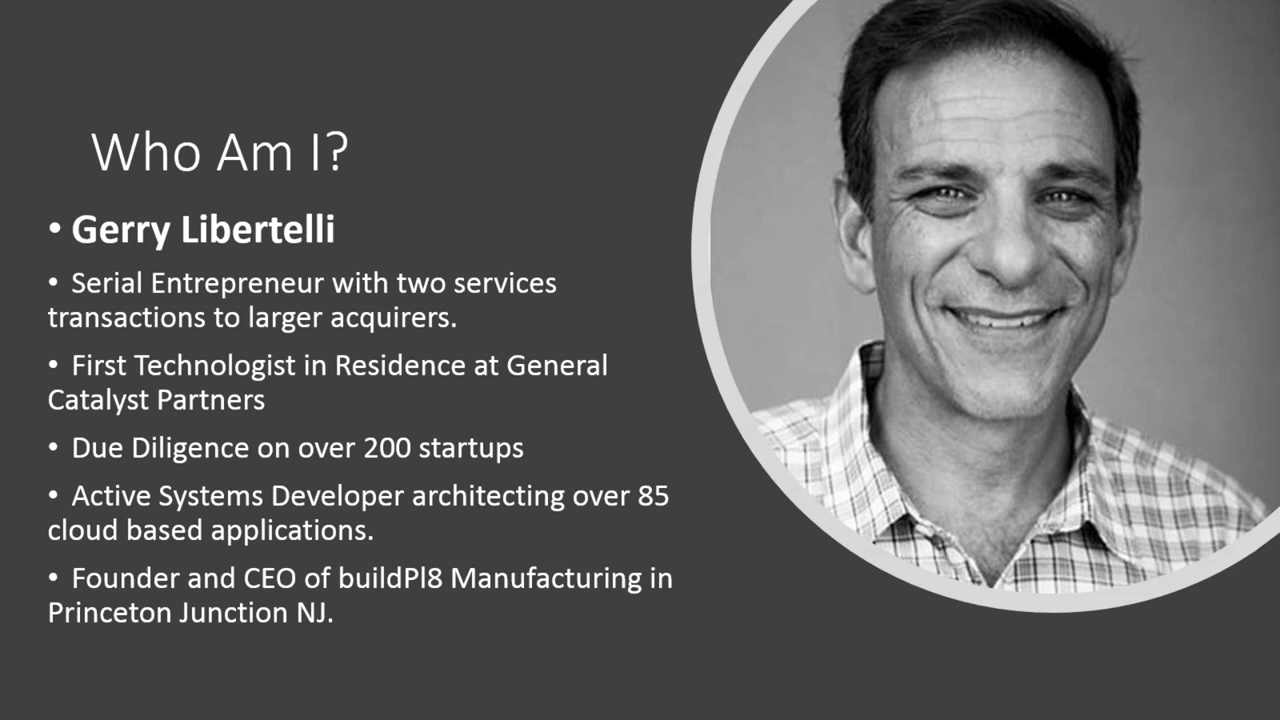 Who Am I?
• Gerry Libertelli
• Serial Entrepreneur with two services
transactions to larger acquirers.
• First Technologist in Residence at General
Catalyst Partners
• Due Diligence on over 200 startups
• Active Systems Developer architecting over 85
cloud based applications.
• Founder and CEO of buildPl8 Manufacturing in
Princeton Junction NJ.